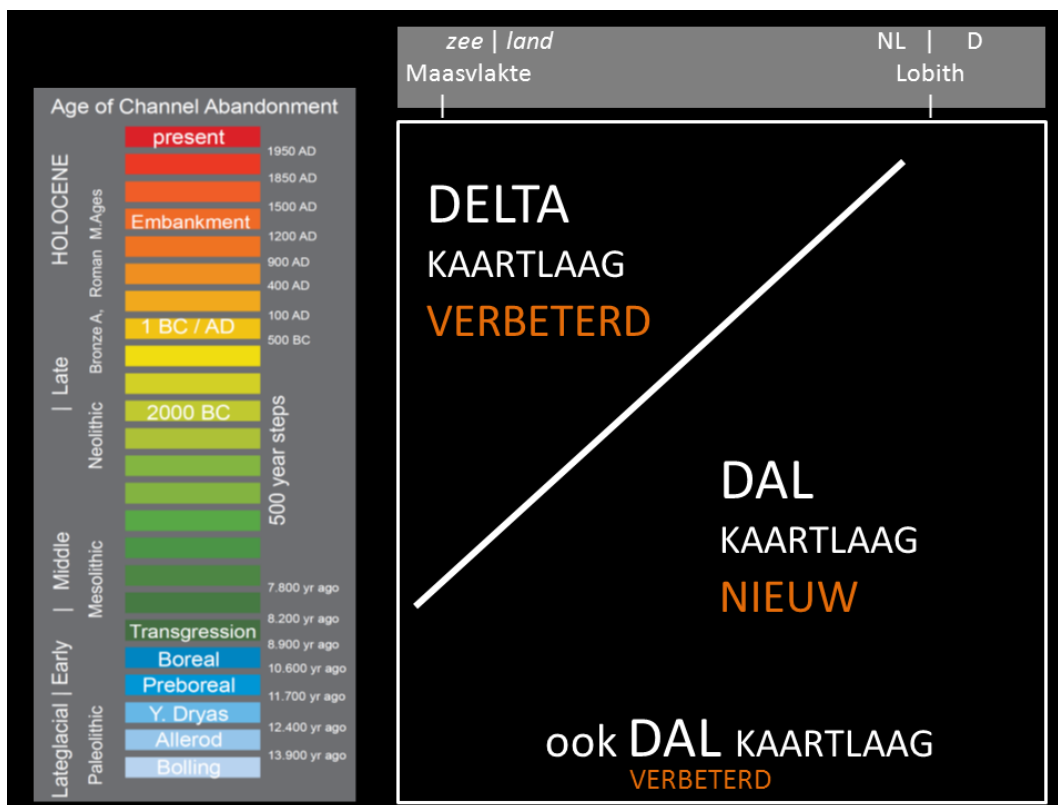 zee | land
NL | D
Maasvlakte
Lobith
| |
Age of Channel Abandonment
present
1950 AD
1850 AD
1500 AD
Embankment
1200 AD
900 AD
400 AD
100 AD
1 BC / AD
500 BC
2000 BC
500 year steps
7.800 yr ago
8.200 yr ago
Transgression
8.900 yr ago
Boreal
10.600 yr ago
Preboreal
11.700 yr ago
Y. Dryas
12.400 yr ago
Allerod
13.900 yr ago
Bolling
Lateglacial | Early | Middle | Late HOLOCENE
Paleolithic Mesolithic Neolithic Bronze A, Roman M.Ages
DELTA
KAARTLAAG
VERBETERD
DAL
KAARTLAAG
NIEUW
ook DAL KAARTLAAG
VERBETERD